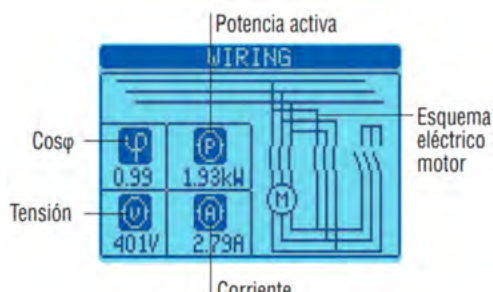 Potencia activa
WIRING
Cosφ
φ
P
0.99
1.93kW
Esquema
eléctrico
motor
Tensión
V
A
401V
2.79A
M
Corriente